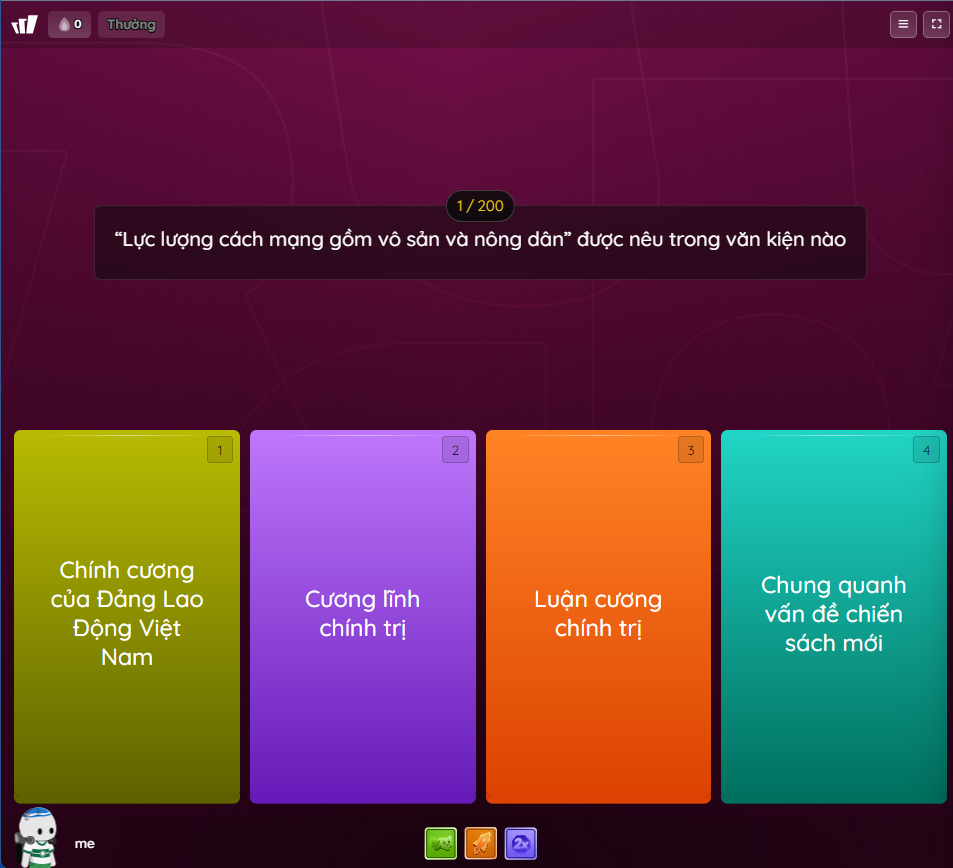 0 Thưởng
1 / 200
“Lực lượng cách mạng gồm vô sản và nông dân” được nêu trong văn kiện nào
1
Chính cương
của Đảng Lao
Động Việt
Nam
2
Cương lĩnh
chính trị
3
Luận cương
chính trị
4
Chung quanh
vấn đề chiến
sách mới
me
2x